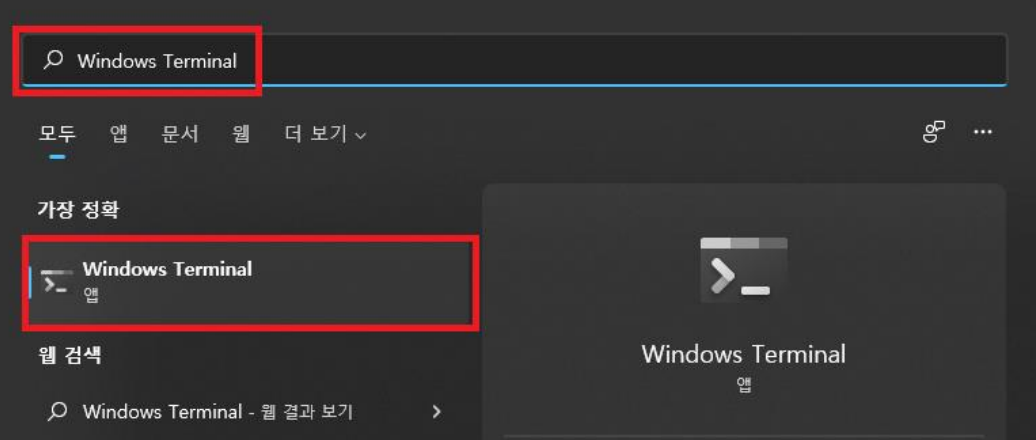 Windows Terminal
모두 앱 문서 웹 더 보기
가장 정확
Windows Terminal
앱
웹 검색
Windows Terminal - 웹 결과 보기
Windows Terminal
앱